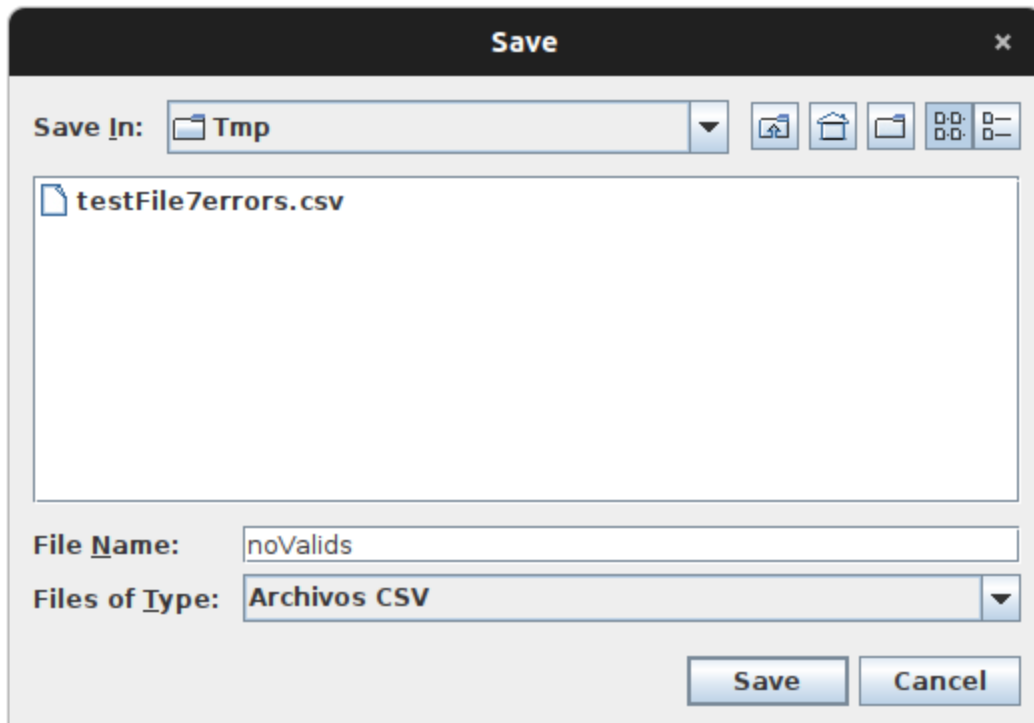 Save
Save In: Tmp
testFile7errors.csv
File Name: noValids
Files of Type: Archivos CSV
Save Cancel